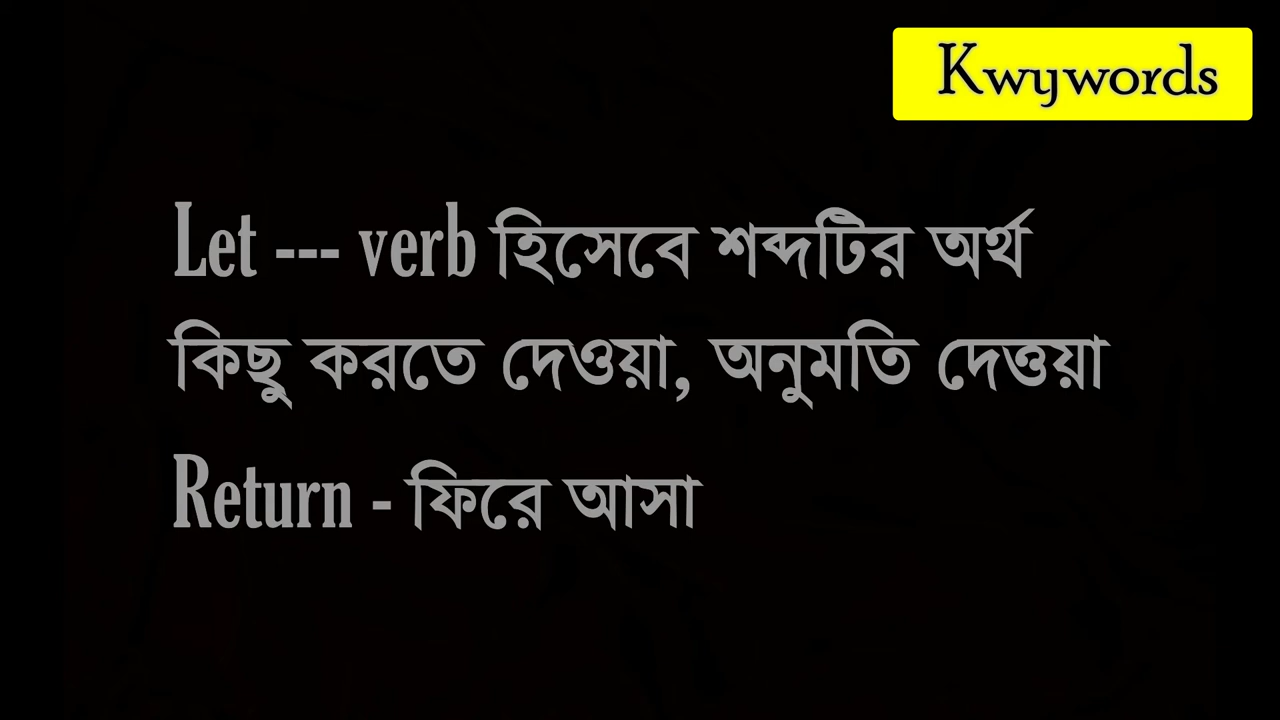 Kwywords
Let --- verb হিসেবে শব্দটির অর্থ
কিছু করতে দেওয়া, অনুমতি দেত্তয়া
Return - ফিরে আসা